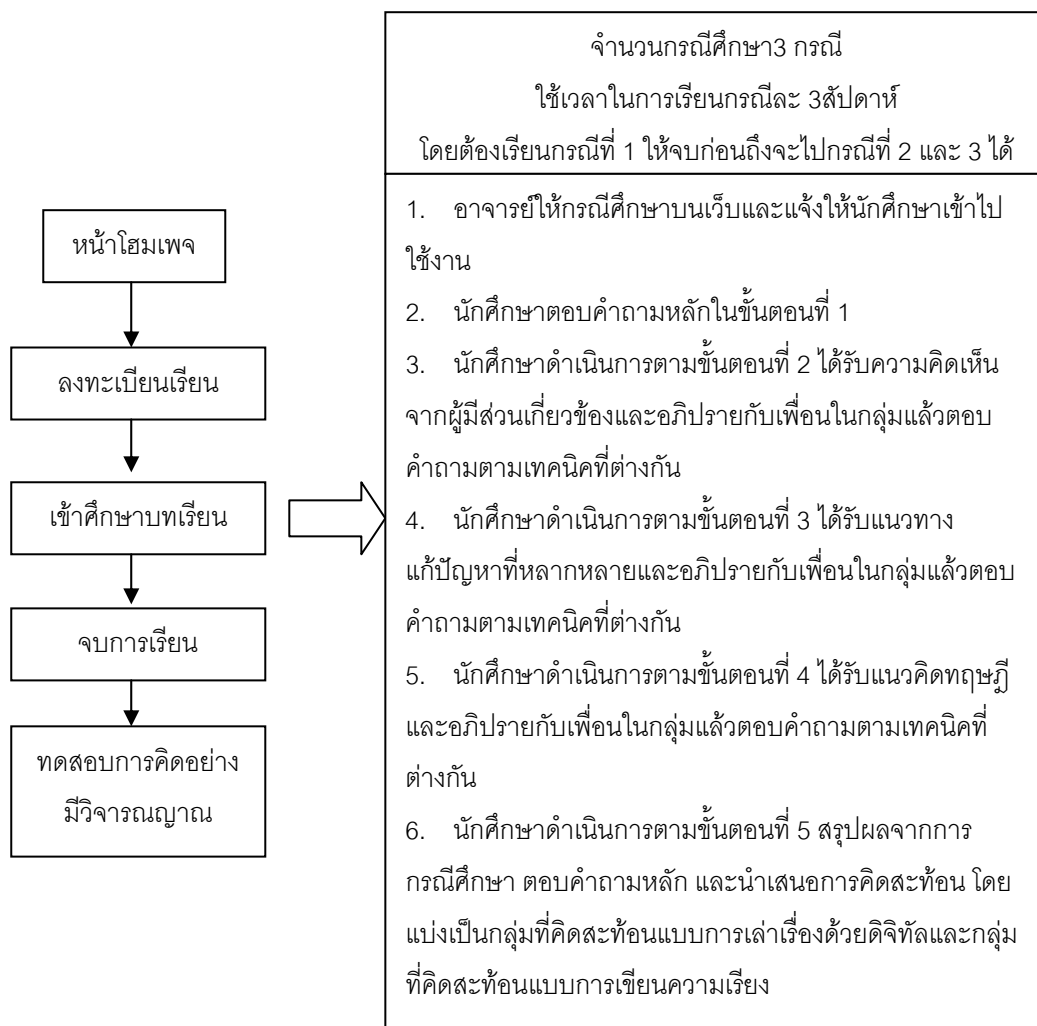 จำนวนกรณีศึกษา3 กรณี
ใช้เวลาในการเรียนกรณีละ 3สัปดาห์
โดยต้องเรียนกรณีที่ 1 ให้จบก่อนถึงจะไปกรณีที่ 2 และ 3 ได้
หน้าโฮมเพจ
ลงทะเบียนเรียน
เข้าศึกษาบทเรียน
จบการเรียน
ทดสอบการคิดอย่าง
มีวิจารณญาณ
1. อาจารย์ให้กรณีศึกษาบนเว็บและแจ้งให้นักศึกษาเข้าไป
ใช้งาน
2. นักศึกษาตอบคำถามหลักในขั้นตอนที่ 1
3. นักศึกษาดำเนินการตามขั้นตอนที่ 2 ได้รับความคิดเห็น
จากผู้มีส่วนเกี่ยวข้องและอภิปรายกับเพื่อนในกลุ่มแล้วตอบ
คำถามตามเทคนิคที่ต่างกัน
4. นักศึกษาดำเนินการตามขั้นตอนที่ 3 ได้รับแนวทาง
แก้ปัญหาที่หลากหลายและอภิปรายกับเพื่อนในกลุ่มแล้วตอบ
คำถามตามเทคนิคที่ต่างกัน
5. นักศึกษาดำเนินการตามขั้นตอนที่ 4 ได้รับแนวคิดทฤษฎี
และอภิปรายกับเพื่อนในกลุ่มแล้วตอบคำถามตามเทคนิคที่
ต่างกัน
6. นักศึกษาดำเนินการตามขั้นตอนที่ 5 สรุปผลจากการ
กรณีศึกษา ตอบคำถามหลัก และนำเสนอการคิดสะท้อน โดย
แบ่งเป็นกลุ่มที่คิดสะท้อนแบบการเล่าเรื่องด้วยดิจิทัลและกลุ่ม
ที่คิดสะท้อนแบบการเขียนความเรียง